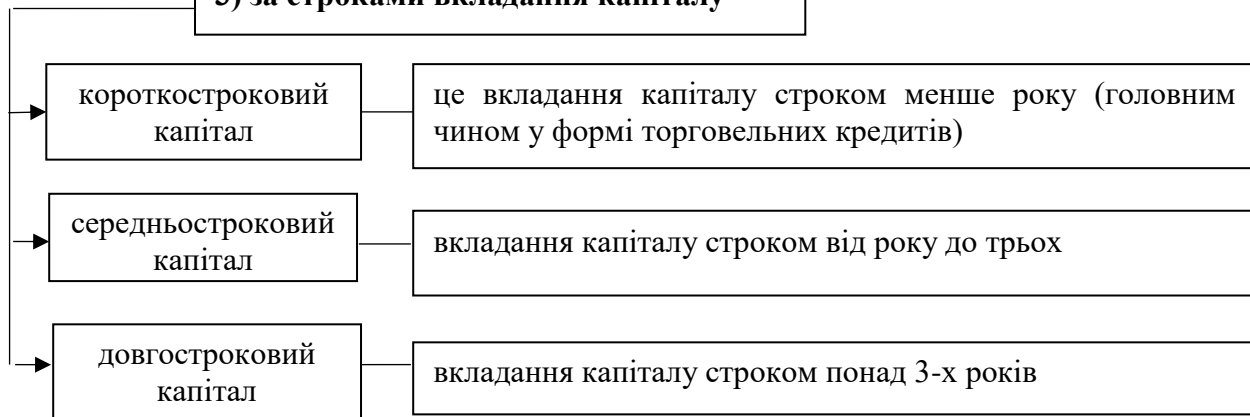 3) за строками вкладання капіталу
короткостроковий
капітал
це вкладання капіталу строком менше року (головним
чином у формі торговельних кредитів)
середньостроковий
капітал
вкладання капіталу строком від року до трьох
довгостроковий
капітал
вкладання капіталу строком понад 3-х років